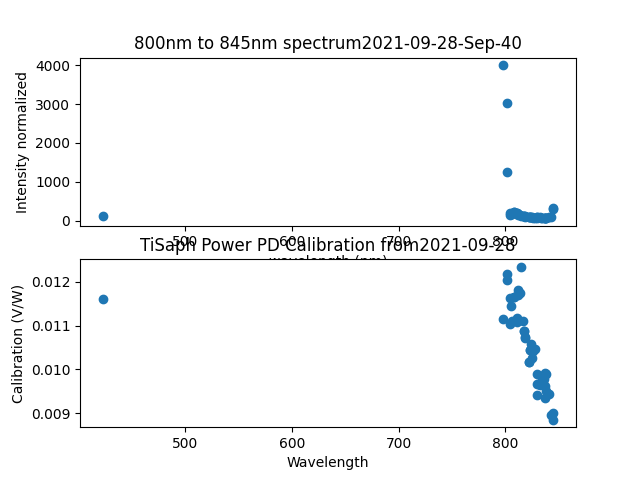 800nm to 845nm spectrum2021-09-28-Sep-40
Intensity normalized
4000
3000
2000
1000
0
500 600 700 800
wavelength (nm)
TiSaph Power PD Calibration from2021-09-28
Calibration (V/W)
0.012
0.011
0.010
0.009
500 600 700 800
Wavelength